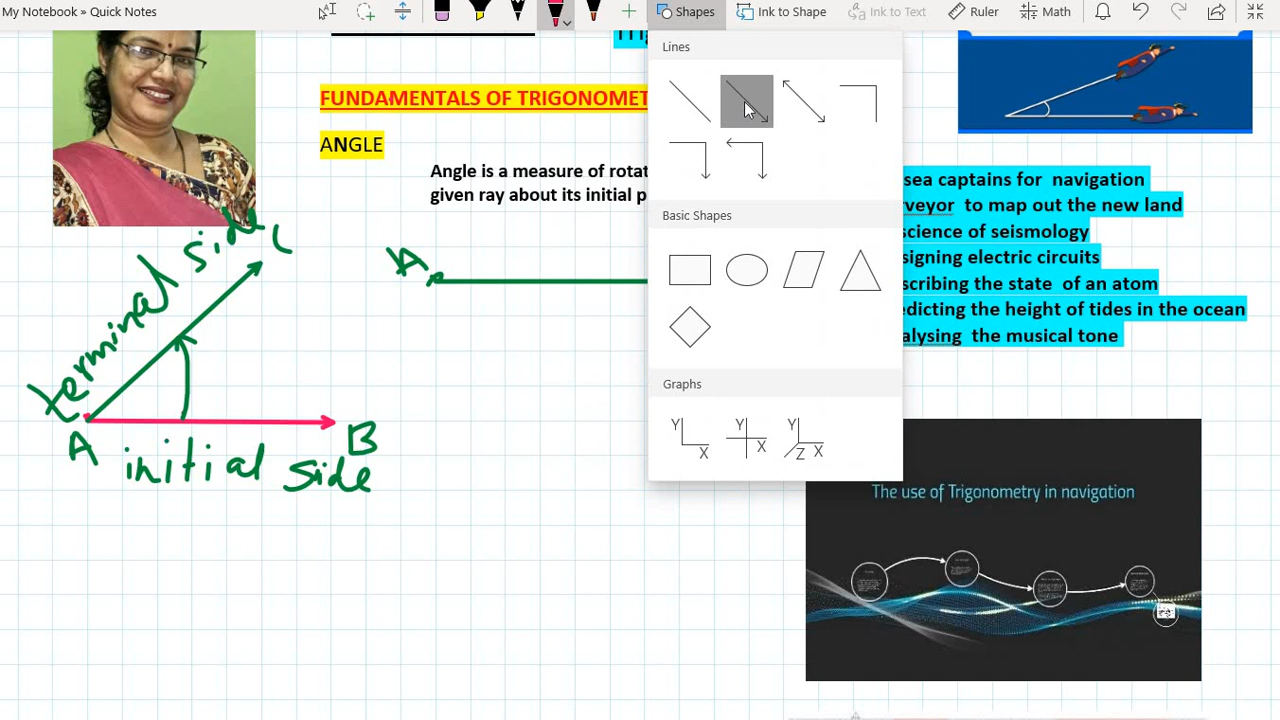 My Notebook » Quick Notes
Shapes
Ink to Shape
Ink to Text
Ruler
Math
Lines
Basic Shapes
Graphs
Y
X
Y
X
Y
Z X
FUNDAMENTALS OF TRIGONOMET
ANGLE
Angle is a measure of rotat
given ray about its initial p
terminal side
C
A
B
initial side
A
sea captains for navigation
rveyor to map out the new land
science of seismology
signing electric circuits
scribing the state of an atom
edicting the height of tides in the ocean
alysing the musical tone
The use of Trigonometry in navigation